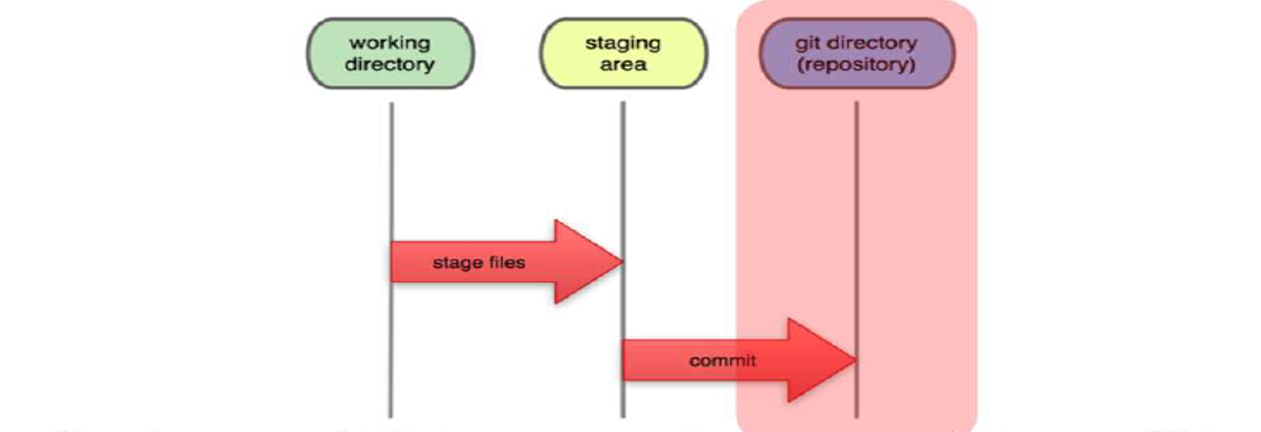 working
directory
staging
area
git directory
(repository)
stage files
commit